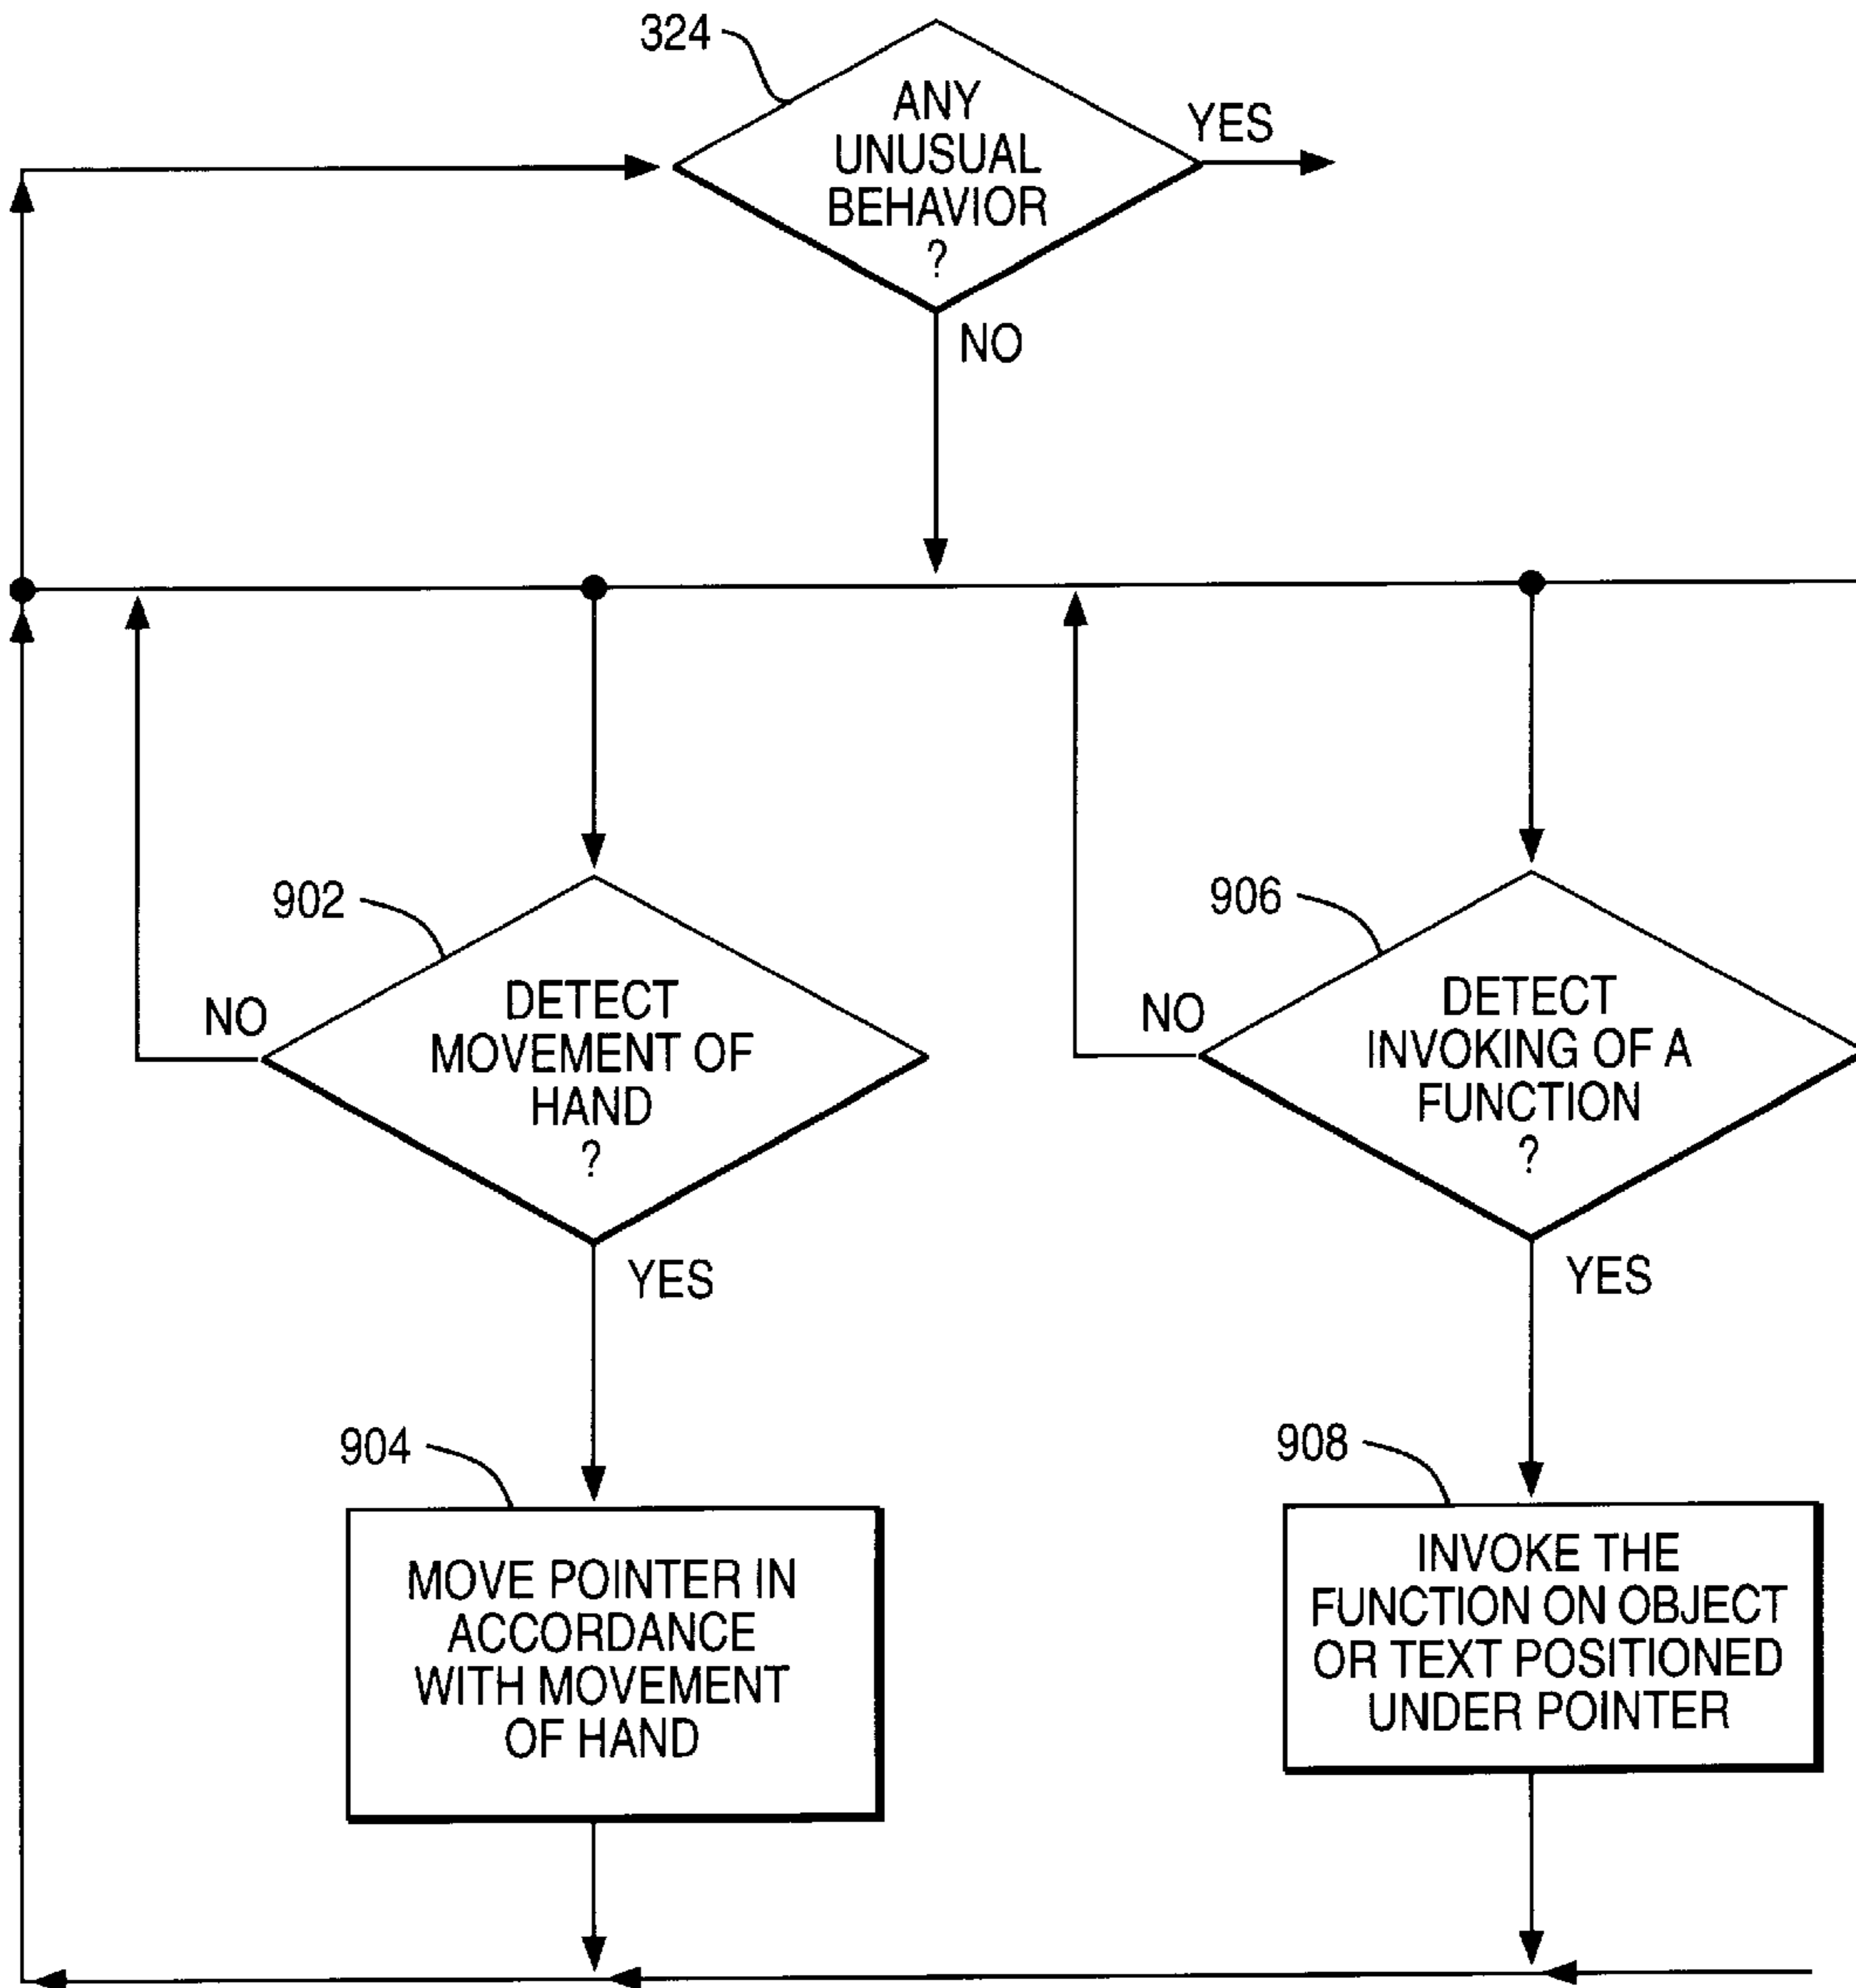 324
ANY
UNUSUAL
BEHAVIOR
?
YES
NO
902
NO
DETECT
MOVEMENT OF
HAND
?
YES
906
NO
DETECT
INVOKING OF A
FUNCTION
?
YES
904
MOVE POINTER IN
ACCORDANCE
WITH MOVEMENT
OF HAND
908
INVOKE THE
FUNCTION ON OBJECT
OR TEXT POSITIONED
UNDER POINTER